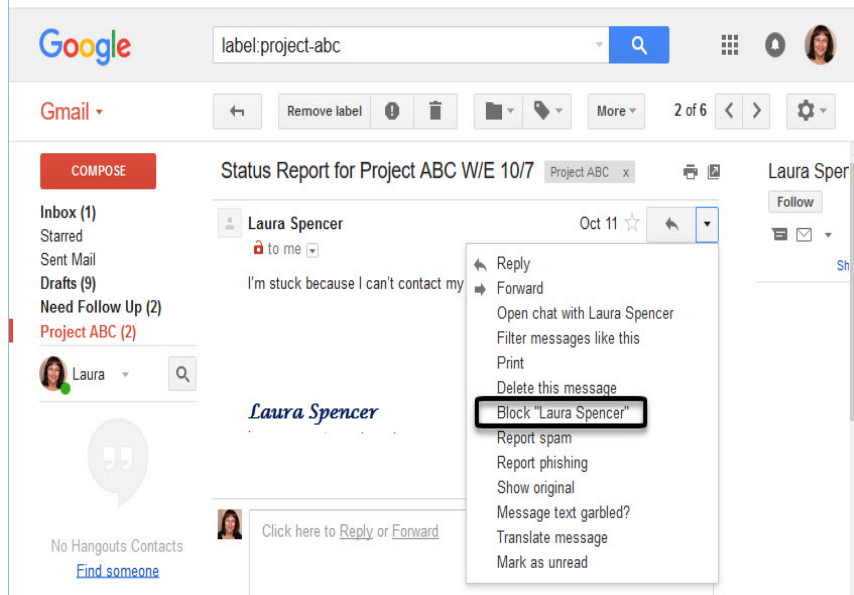 Google
label:project-abc
Gmail
Remove label
More
2 of 6
COMPOSE
Inbox (1)
Starred
Sent Mail
Drafts (9)
Need Follow Up (2)
Project ABC (2)
Laura
No Hangouts Contacts
Find someone
Status Report for Project ABC W/E 10/7 Project ABC x
Laura Spencer Oct 11
to me
I'm stuck because I can't contact my
Laura Spencer
Click here to Reply or Forward
Reply
Forward
Open chat with Laura Spencer
Filter messages like this
Print
Delete this message
Block "Laura Spencer"
Report spam
Report phishing
Show original
Message text garbled?
Translate message
Mark as unread
Laura Spen
Follow
Sh